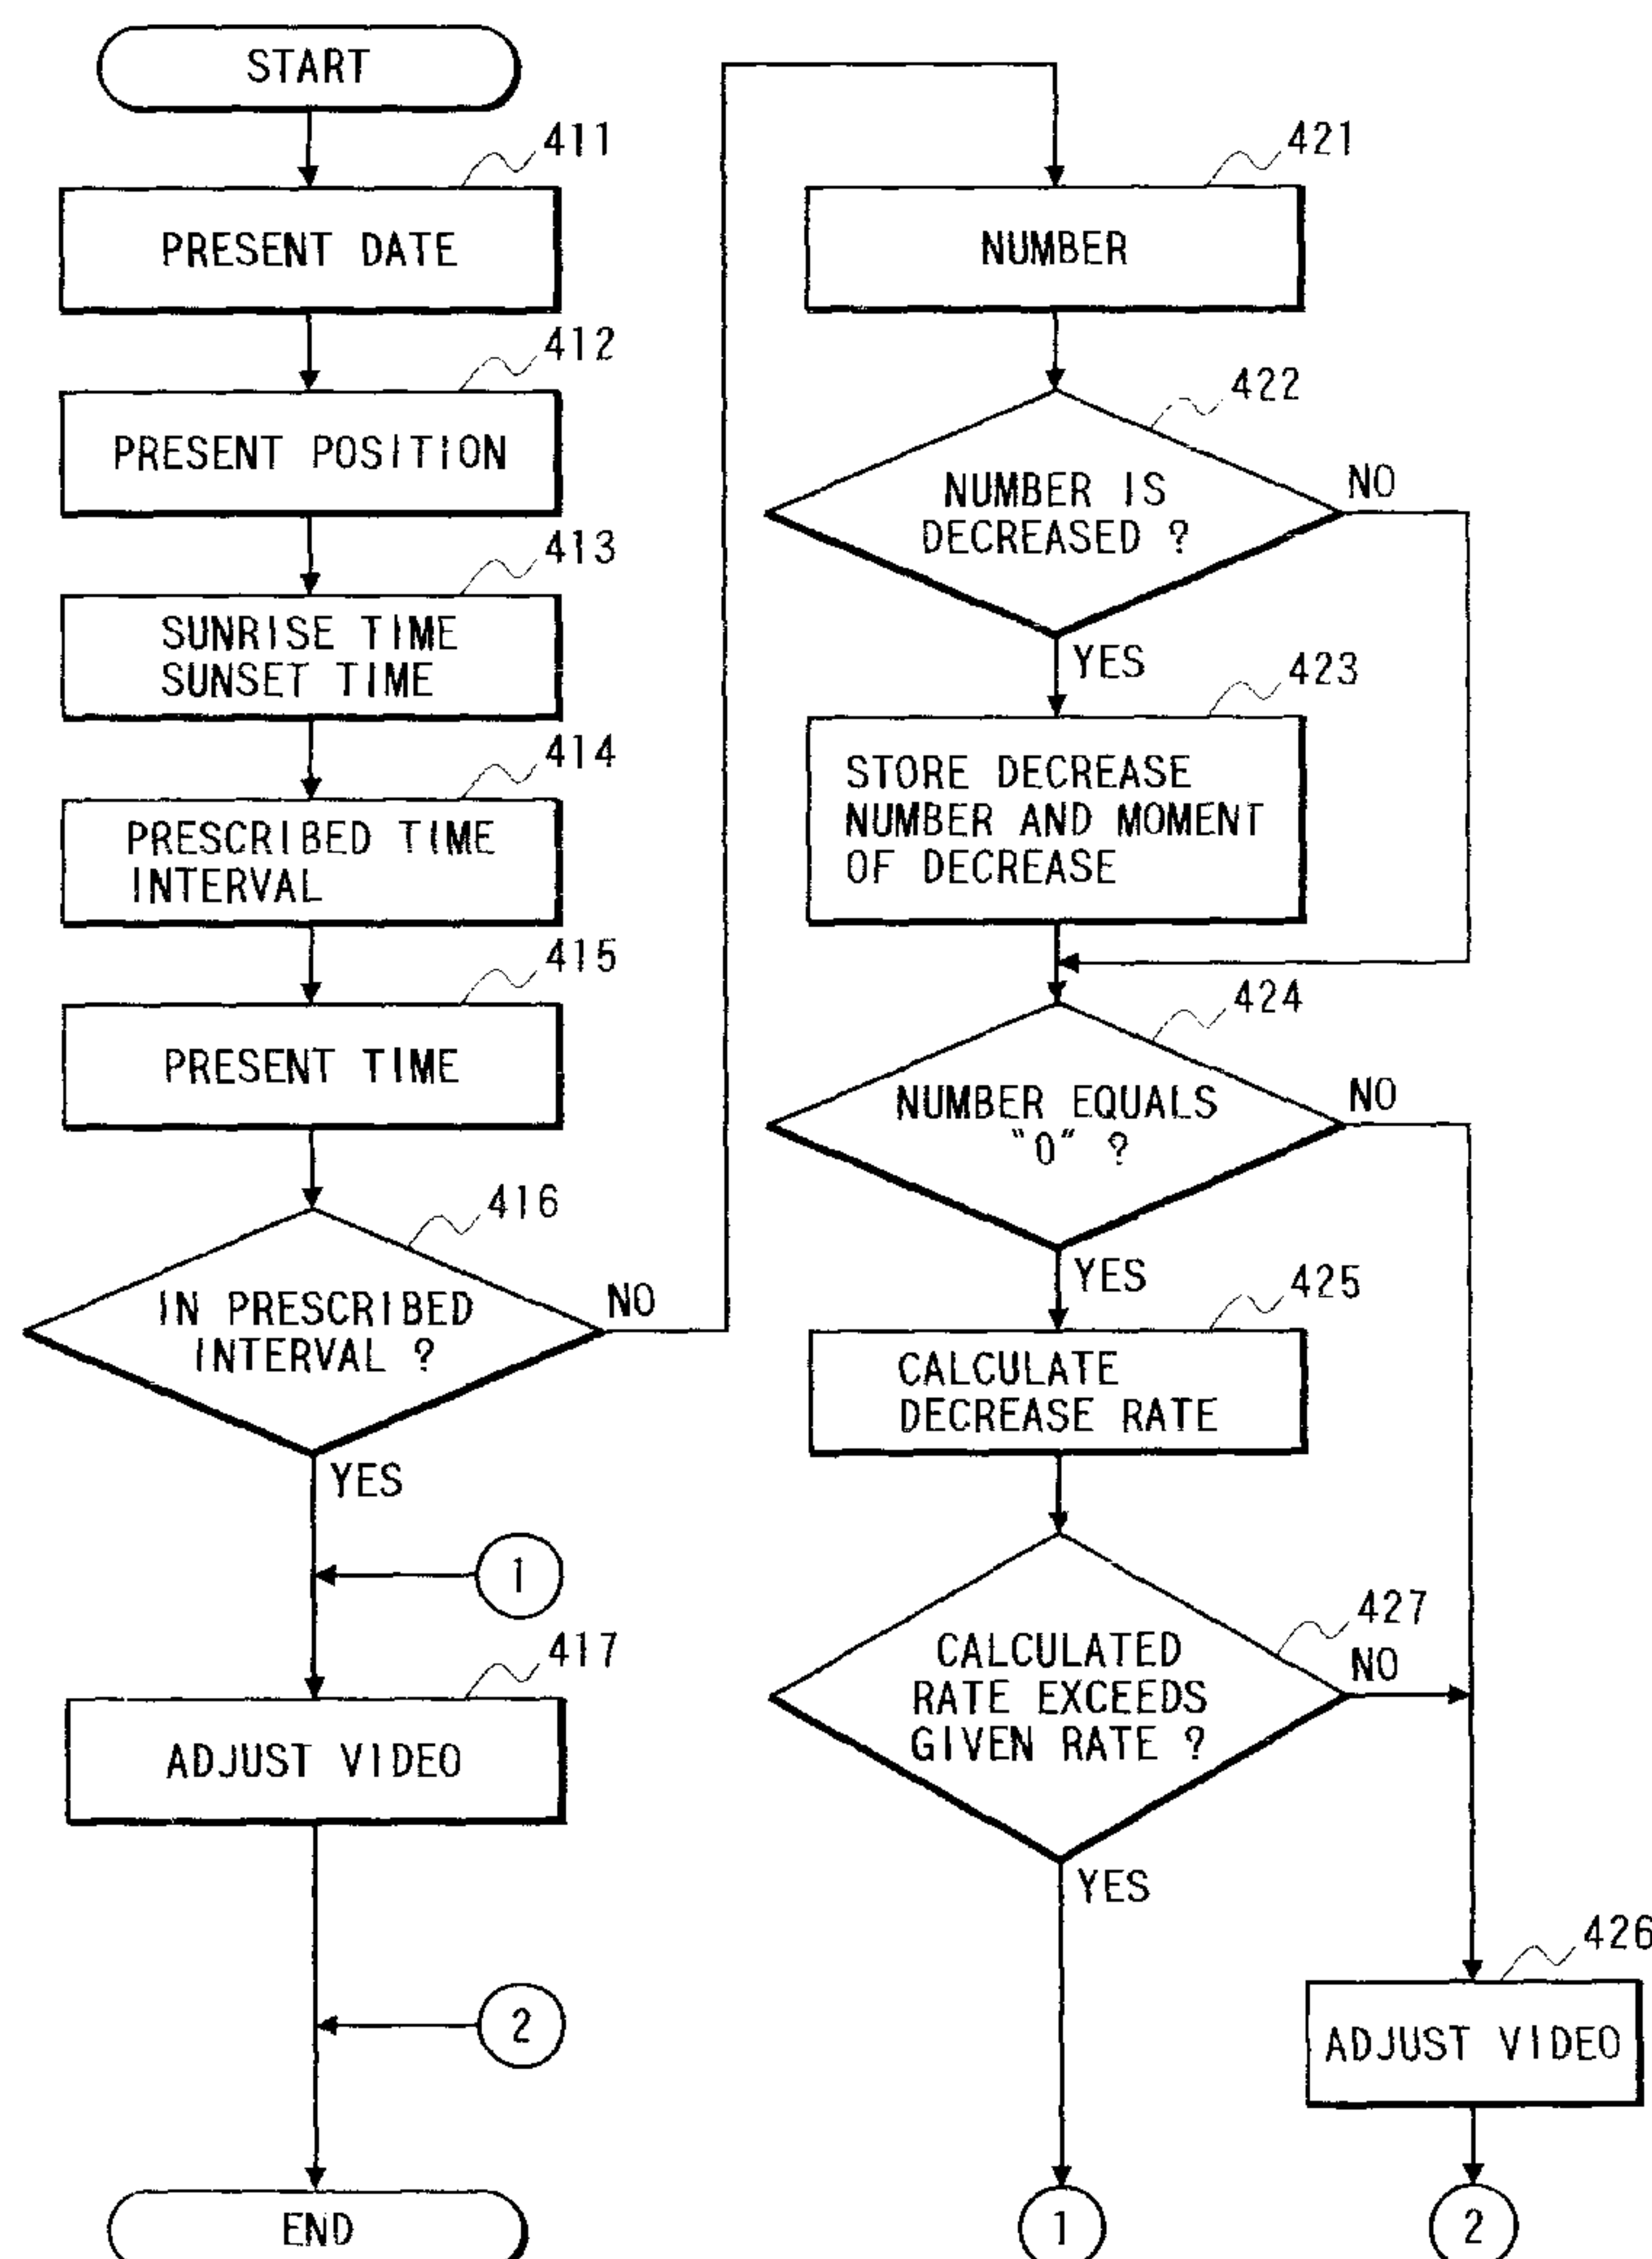 START
411
PRESENT DATE
412
PRESENT POSITION
413
SUNRISE TIME
SUNSET TIME
414
PRESCRIBED TIME
INTERVAL
415
PRESENT TIME
416
IN PRESCRIBED
INTERVAL ?
NO
YES
1
417
ADJUST VIDEO
2
END
421
NUMBER
422
NUMBER IS
DECREASED ?
NO
YES
423
STORE DECREASE
NUMBER AND MOMENT
OF DECREASE
424
NUMBER EQUALS
"0" ?
NO
YES
425
CALCULATE
DECREASE RATE
427
CALCULATED
RATE EXCEEDS
GIVEN RATE ?
NO
YES
426
ADJUST VIDEO
1
2